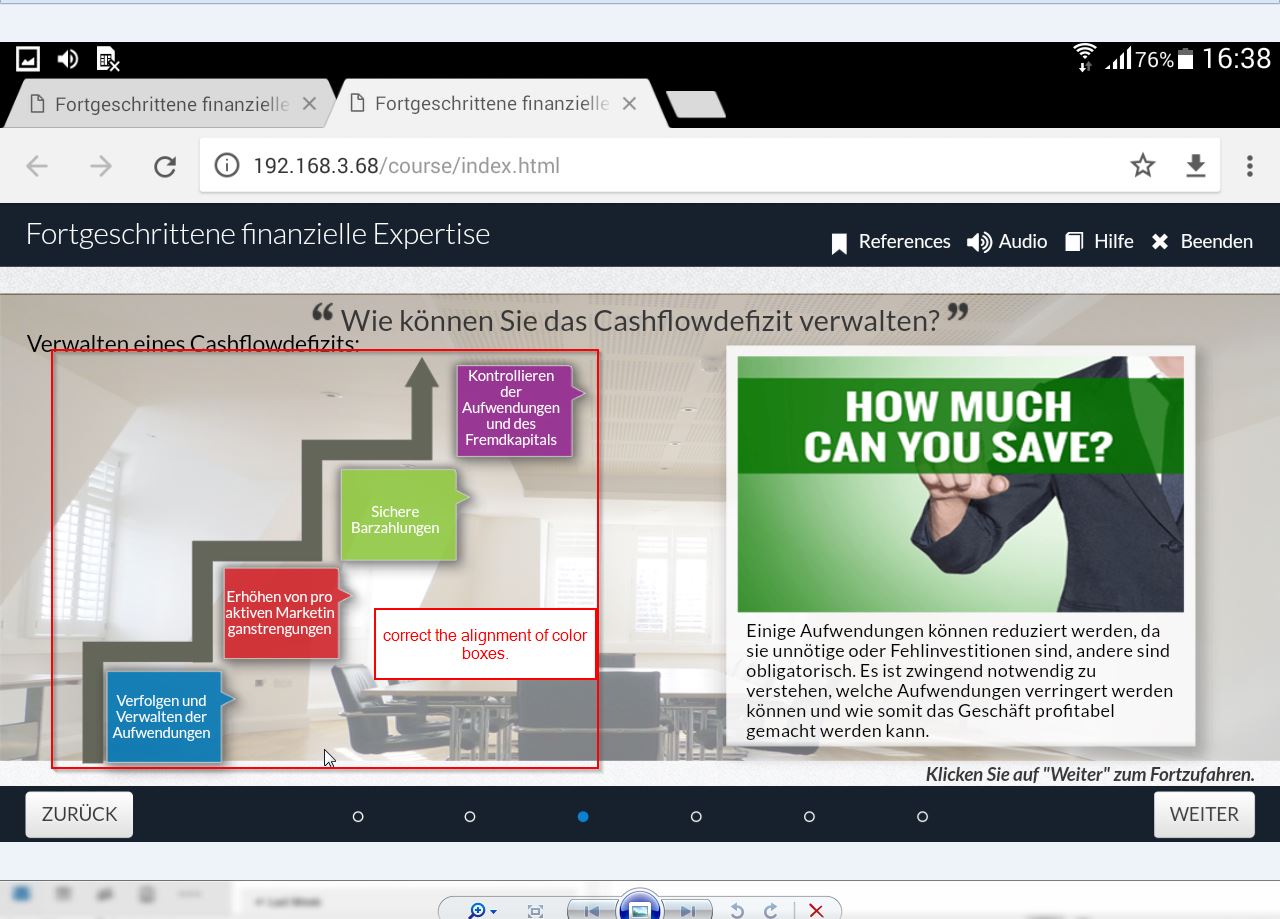 76% 16:38
Fortgeschrittene finanzielle
Fortgeschrittene finanzielle
192.168.3.68/course/index.html
Fortgeschrittene finanzielle Expertise
References Audio Hilfe Beenden
“ Wie können Sie das Cashflowdefizit verwalten? ”
Verwalten eines Cashflowdefizits:
Kontrollieren
der
Aufwendungen
und des
Fremdkapitals
Sichere
Barzahlungen
Erhöhen von pro
aktiven Marketin
ganstrengungen
correct the alignment of color
boxes.
Verfolgen und
Verwalten der
Aufwendungen
HOW MUCH
CAN YOU SAVE?
Einige Aufwendungen können reduziert werden, da
sie unnötige oder Fehlinvestitionen sind, andere sind
obligatorisch. Es ist zwingend notwendig zu
verstehen, welche Aufwendungen verringert werden
können und wie somit das Geschäft profitabel
gemacht werden kann.
Klicken Sie auf "Weiter" zum Fortzufahren.
ZURÜCK
WEITER
Last Week